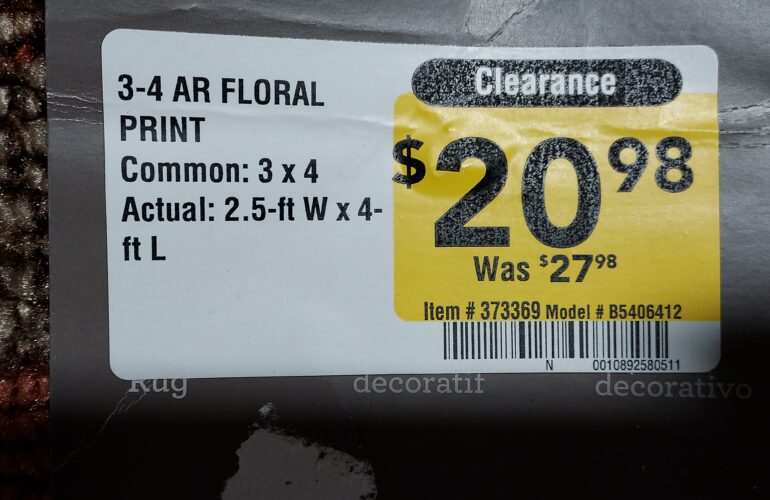 3-4 AR FLORAL
PRINT
Common: 3 x 4
Actual: 2.5-ft W x 4-
ft L
Clearance
$20 98
Was $27 98
Item # 373369 Model # B5406412
N 0010892580511
Rug decoratif decorativo